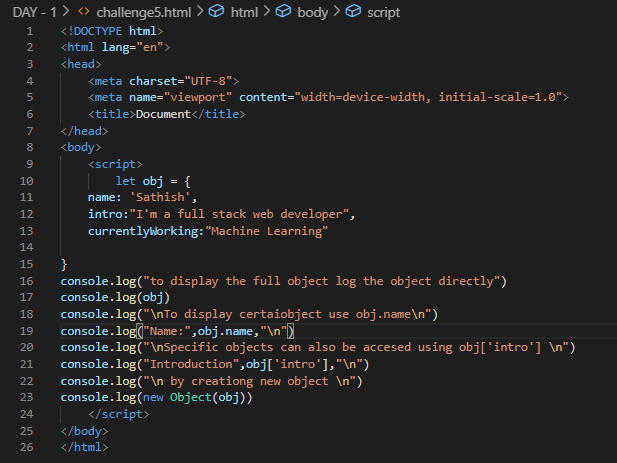 DAY - 1 > <> challenge5.html > html > body > script
1 <!DOCTYPE html>
2 <html lang="en">
3 <head>
4     <meta charset="UTF-8">
5     <meta name="viewport" content="width=device-width, initial-scale=1.0">
6     <title>Document</title>
7 </head>
8 <body>
9     <script>
10         let obj = {
11     name: 'Sathish',
12     intro:"I'm a full stack web developer",
13     currentlyWorking:"Machine Learning"
14
15 }
16 console.log("to display the full object log the object directly")
17 console.log(obj)
18 console.log("\nTo display certaiobject use obj.name\n")
19 console.log("Name:",obj.name,"\n")
20 console.log("\nSpecific objects can also be accesed using obj['intro'] \n")
21 console.log("Introduction",obj['intro'],"\n")
22 console.log("\n by creationg new object \n")
23 console.log(new Object(obj))
24     </script>
25 </body>
26 </html>